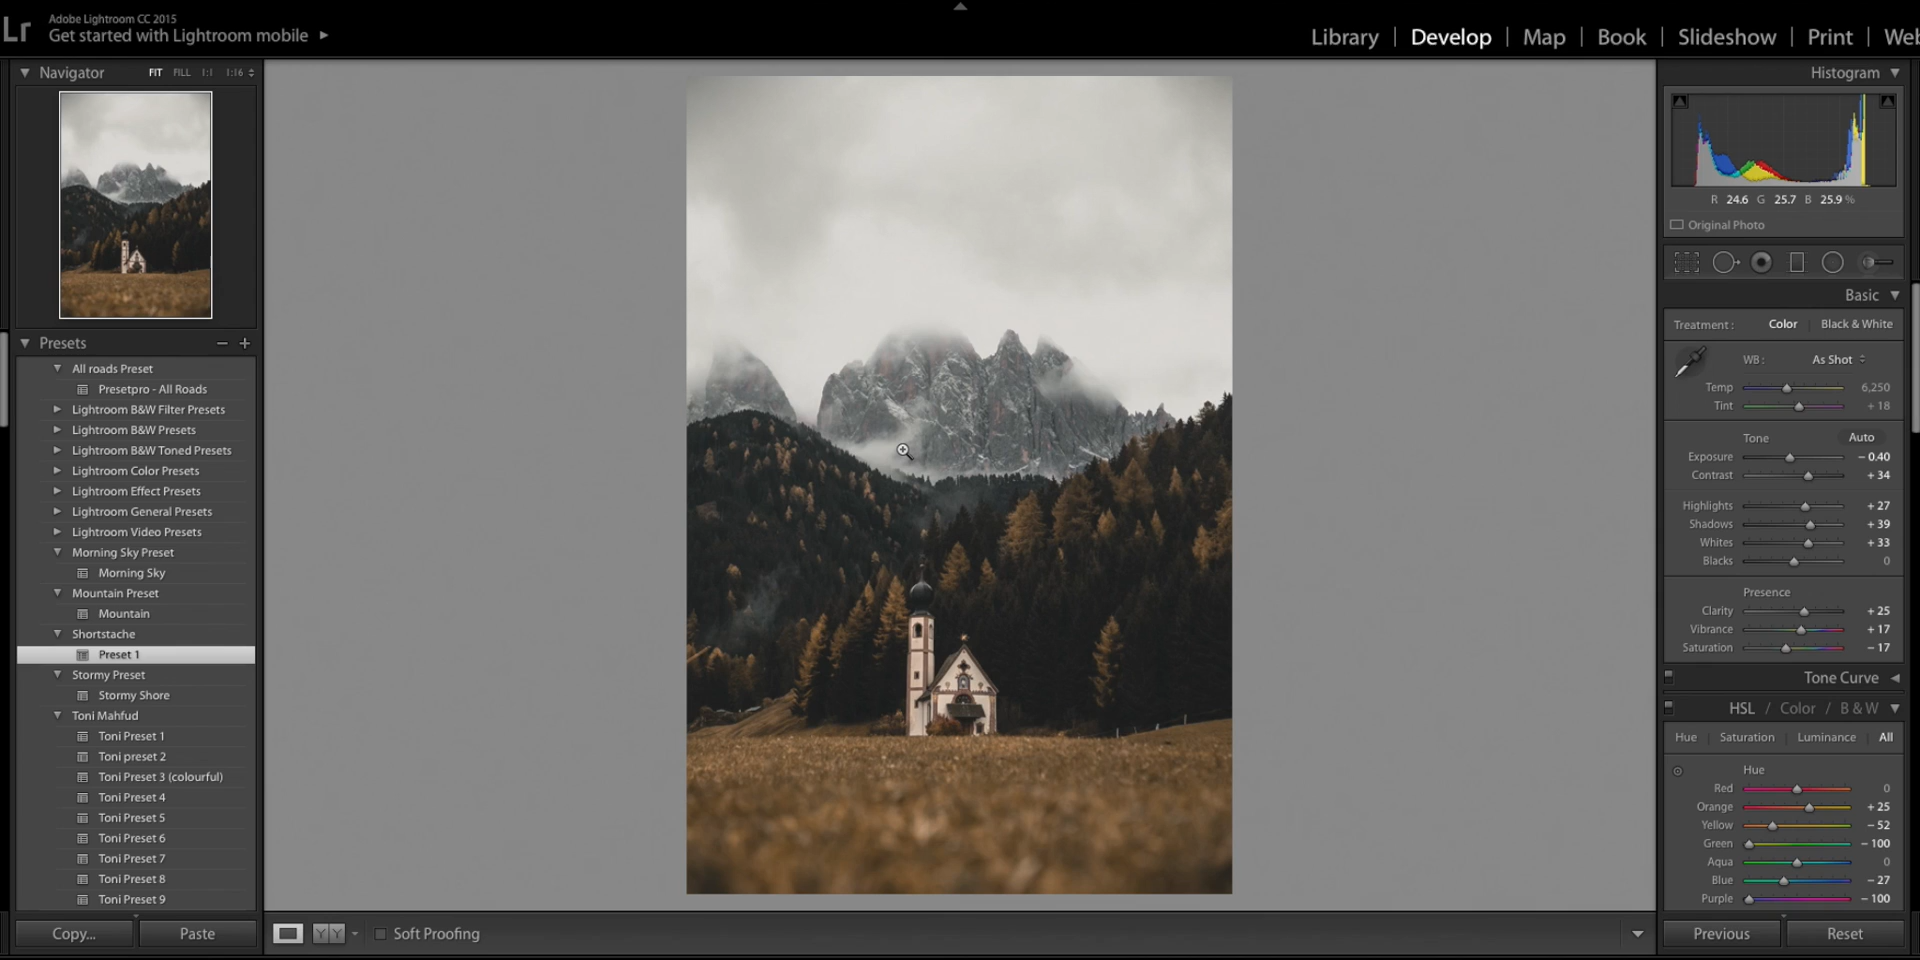 Lr
Adobe Lightroom CC 2015
Get started with Lightroom mobile
Library | Develop | Map | Book | Slideshow | Print | Web
Navigator FIT FILL 1:1 1:16
Presets
All roads Preset
Presetpro - All Roads
Lightroom B&W Filter Presets
Lightroom B&W Presets
Lightroom B&W Toned Presets
Lightroom Color Presets
Lightroom Effect Presets
Lightroom General Presets
Lightroom Video Presets
Morning Sky Preset
Morning Sky
Mountain Preset
Mountain
Shortstache
Preset 1
Stormy Preset
Stormy Shore
Toni Mahfud
Toni Preset 1
Toni preset 2
Toni Preset 3 (colourful)
Toni Preset 4
Toni Preset 5
Toni Preset 6
Toni Preset 7
Toni Preset 8
Toni Preset 9
Copy... Paste
YY Soft Proofing
Histogram
R 24.6 G 25.7 B 25.9 %
Original Photo
Basic
Treatment: Color | Black & White
WB: As Shot
Temp 6,250
Tint + 18
Tone Auto
Exposure − 0.40
Contrast + 34
Highlights + 27
Shadows + 39
Whites + 33
Blacks 0
Presence
Clarity + 25
Vibrance + 17
Saturation − 17
Tone Curve
HSL / Color / B & W
Hue | Saturation | Luminance | All
Hue
Red 0
Orange + 25
Yellow − 52
Green − 100
Aqua 0
Blue − 27
Purple − 100
Previous Reset